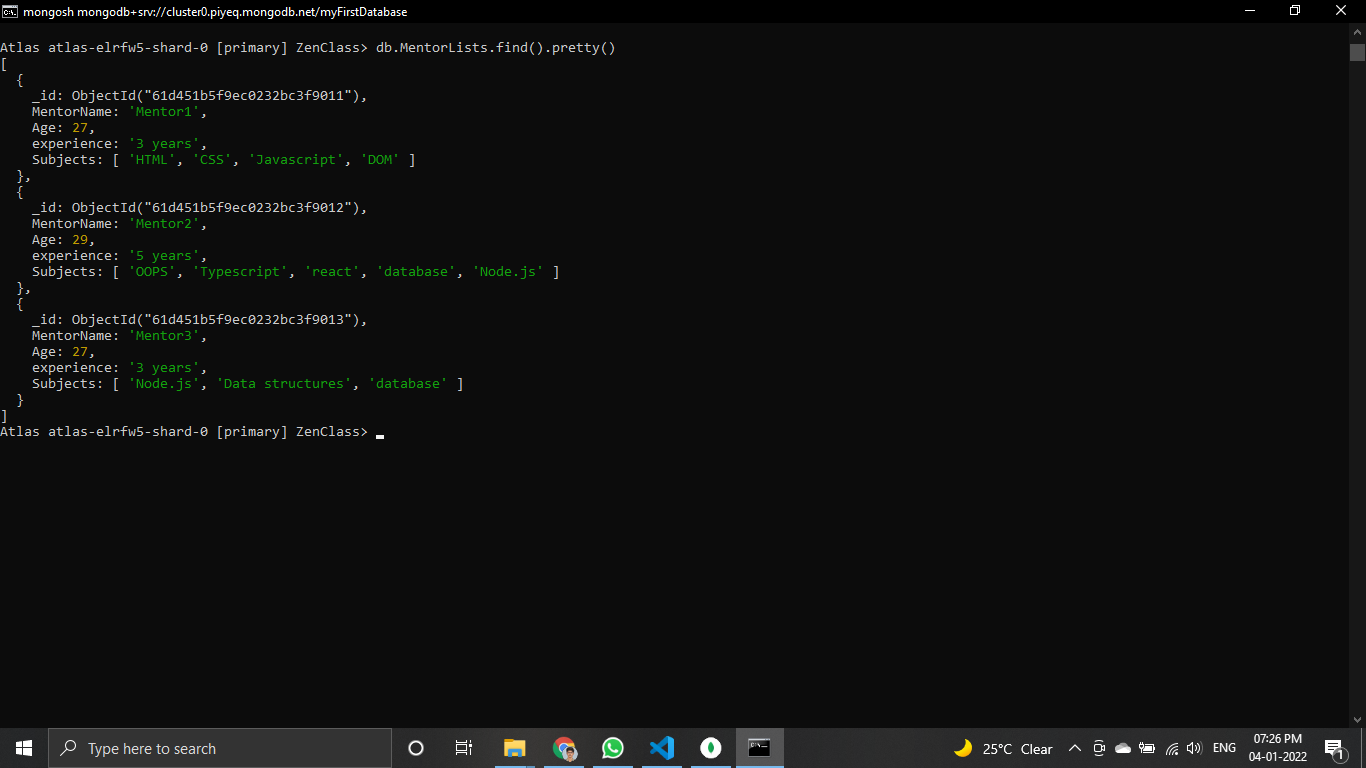 mongosh mongodb+srv://cluster0.piyeq.mongodb.net/myFirstDatabase
Atlas atlas-elrfw5-shard-0 [primary] ZenClass> db.MentorLists.find().pretty()
[
  {
    _id: ObjectId("61d451b5f9ec0232bc3f9011"),
    MentorName: 'Mentor1',
    Age: 27,
    experience: '3 years',
    Subjects: [ 'HTML', 'CSS', 'Javascript', 'DOM' ]
  },
  {
    _id: ObjectId("61d451b5f9ec0232bc3f9012"),
    MentorName: 'Mentor2',
    Age: 29,
    experience: '5 years',
    Subjects: [ 'OOPS', 'Typescript', 'react', 'database', 'Node.js' ]
  },
  {
    _id: ObjectId("61d451b5f9ec0232bc3f9013"),
    MentorName: 'Mentor3',
    Age: 27,
    experience: '3 years',
    Subjects: [ 'Node.js', 'Data structures', 'database' ]
  }
]
Atlas atlas-elrfw5-shard-0 [primary] ZenClass>
Type here to search
25°C Clear
ENG
07:26 PM
04-01-2022
1